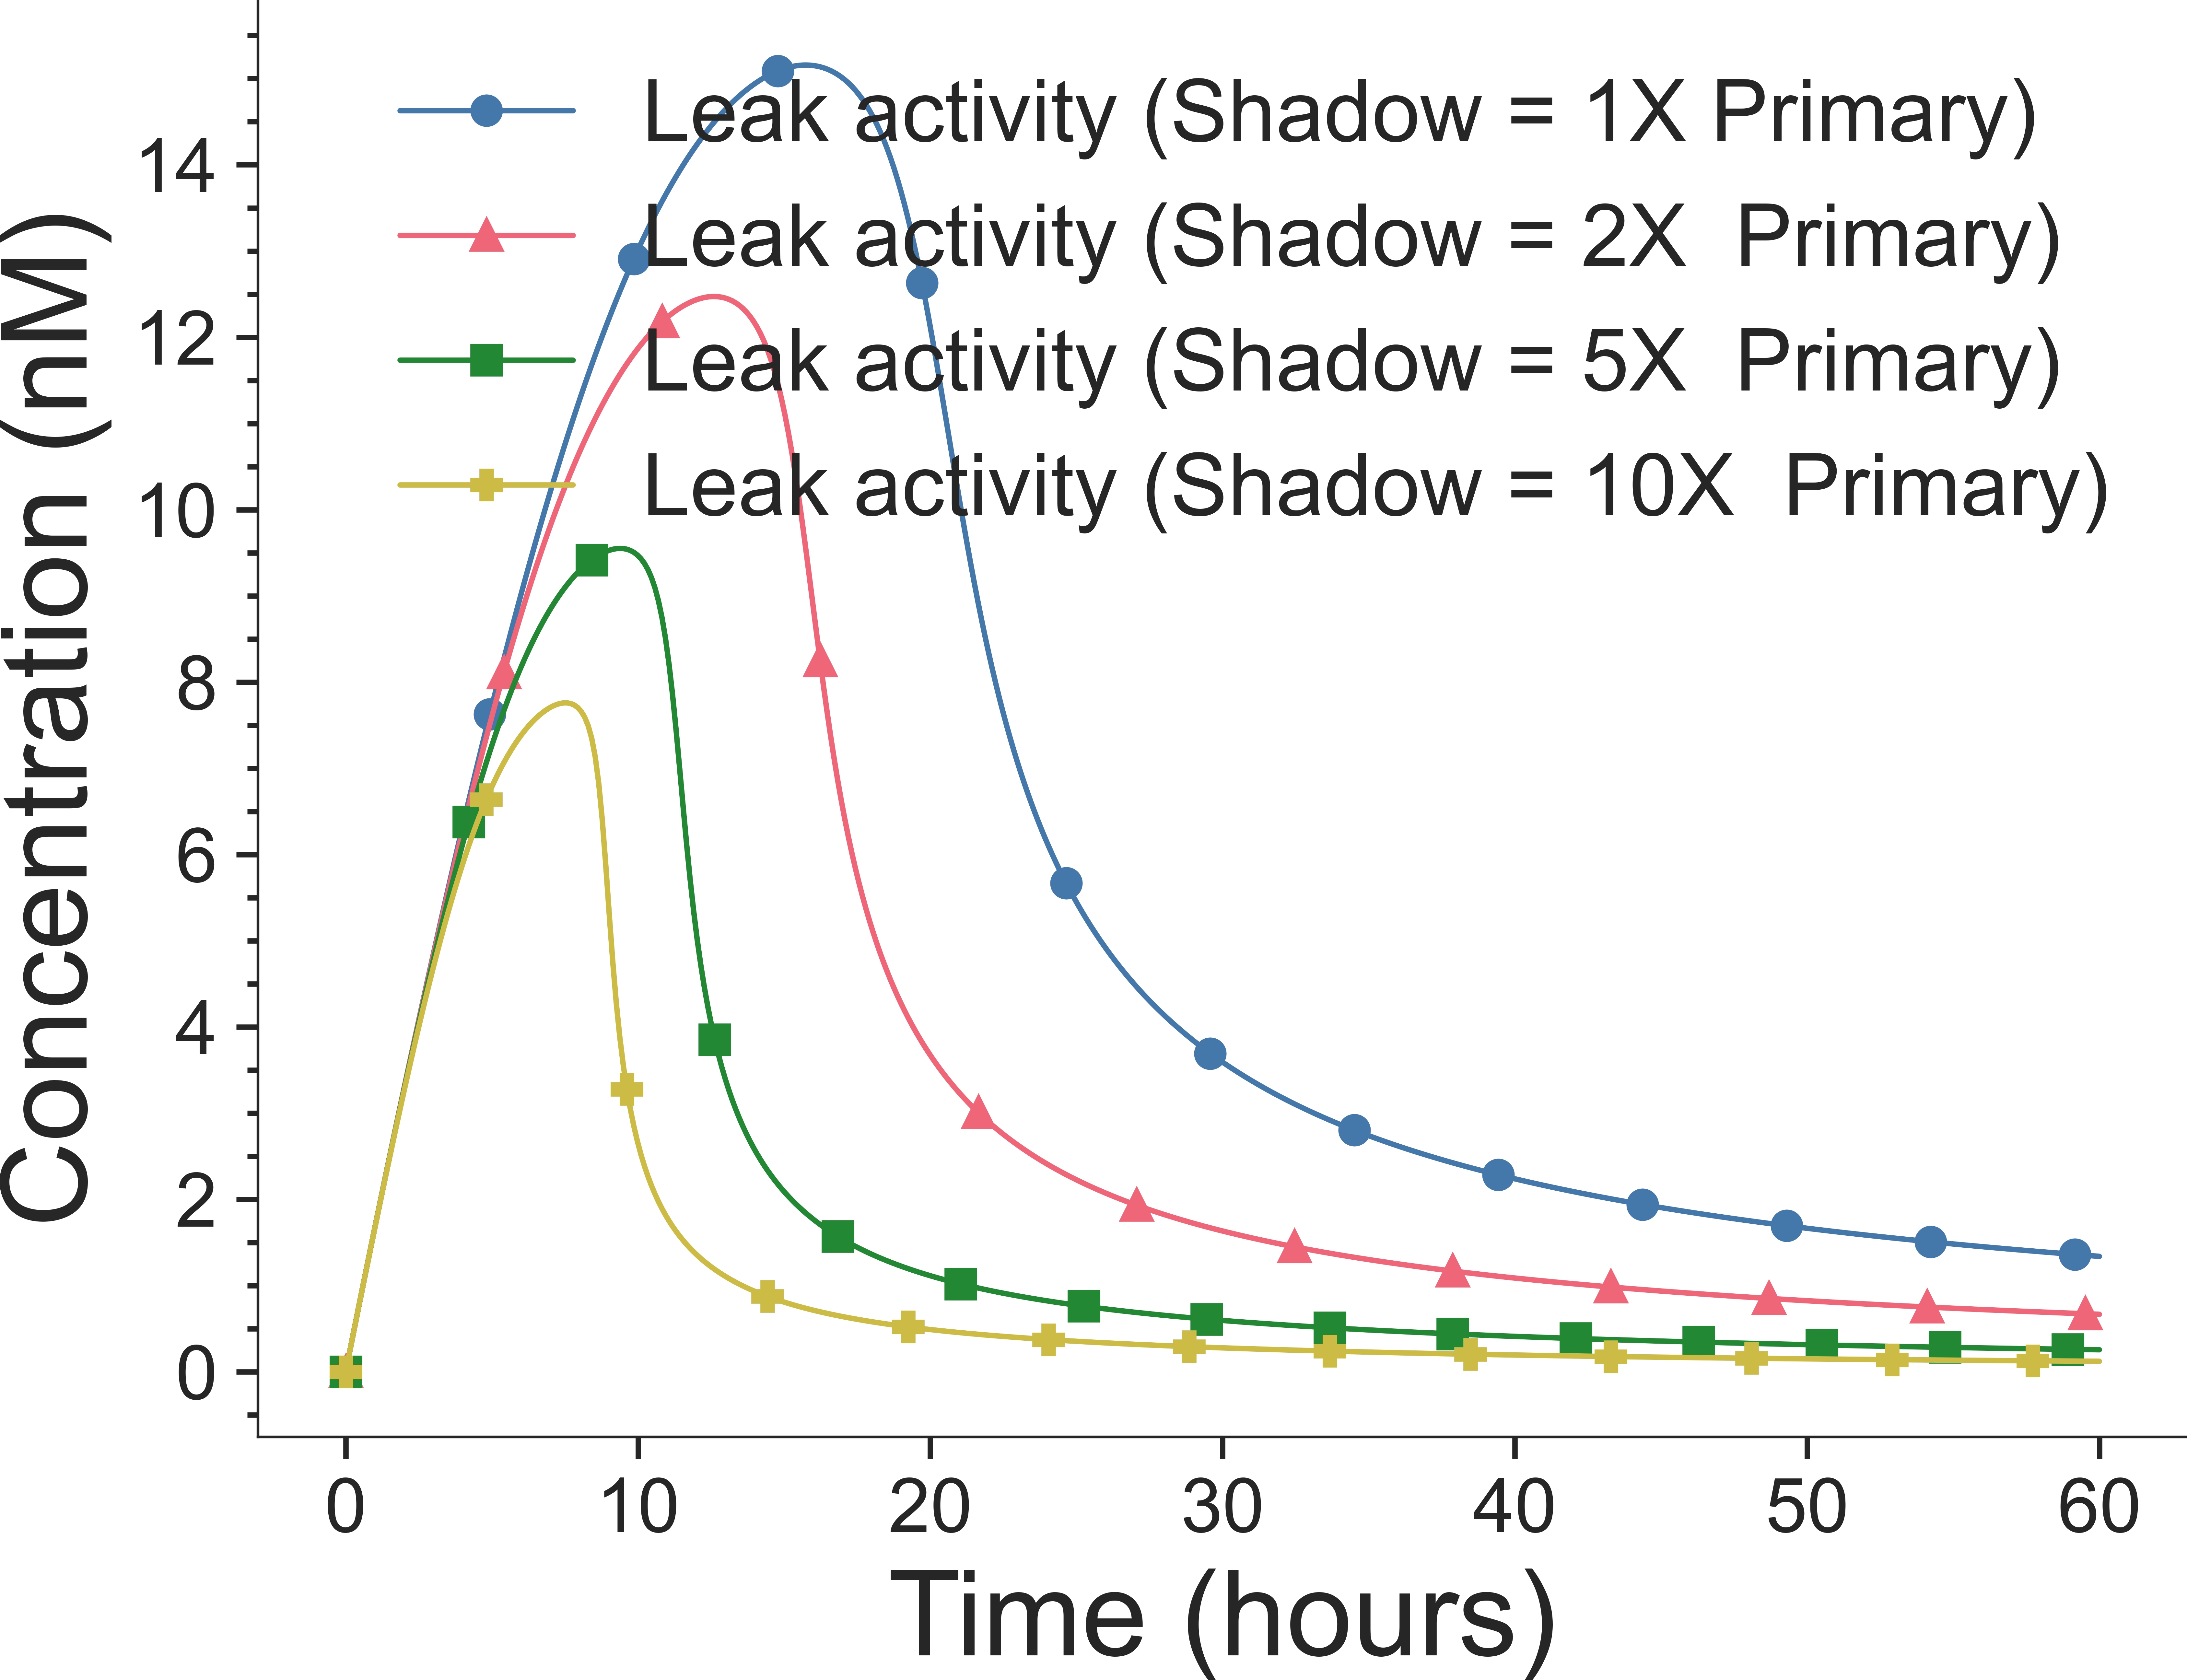 Leak activity (Shadow = 1X Primary)
Leak activity (Shadow = 2X  Primary)
Leak activity (Shadow = 5X  Primary)
Leak activity (Shadow = 10X  Primary)
Concentration (nM)
14
12
10
8
6
4
2
0
0 10 20 30 40 50 60
Time (hours)